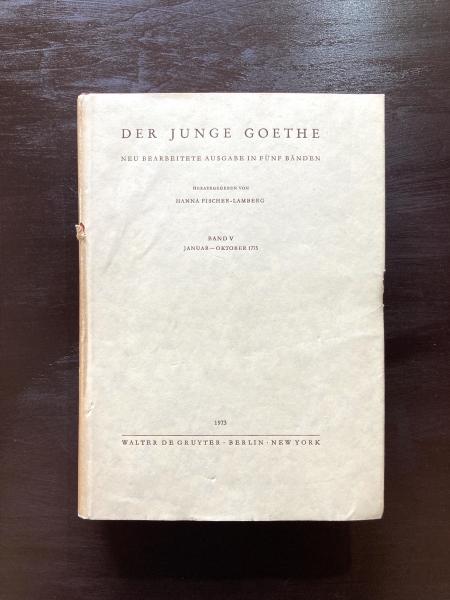 DER JUNGE GOETHE
NEU BEARBEITETE AUSGABE IN FÜNF BÄNDEN
HERAUSGEGEBEN VON
HANNA FISCHER-LAMBERG
BAND V
JANUAR — OKTOBER 1775
1973
WALTER DE GRUYTER · BERLIN · NEW YORK